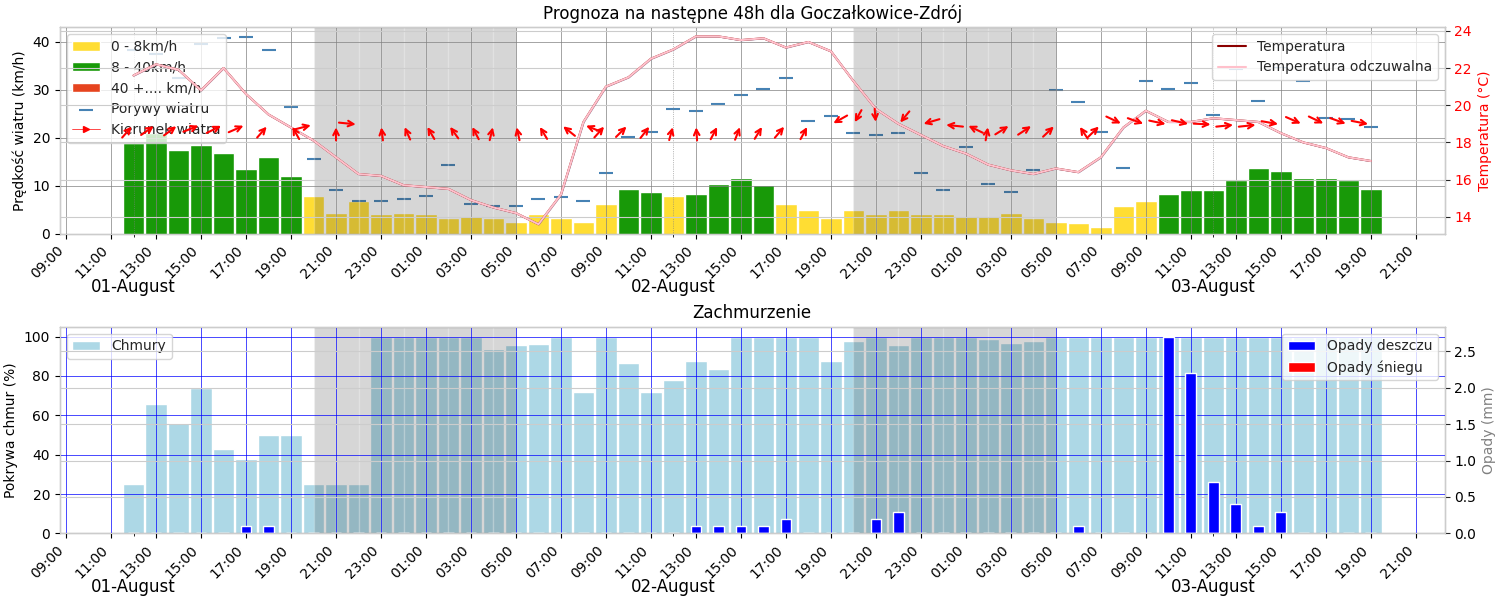 Prognoza na następne 48h dla Goczałkowice-Zdrój
Prędkość wiatru (km/h)
40
30
20
10
0
0 - 8km/h
8 - 40km/h
40 +.... km/h
Porywy wiatru
Kierunek wiatru
Temperatura
Temperatura odczuwalna
24
22
20
18
16
14
Temperatura (°C)
09:00 11:00 13:00 15:00 17:00 19:00 21:00 23:00 01:00 03:00 05:00 07:00 09:00 11:00 13:00 15:00 17:00 19:00 21:00 23:00 01:00 03:00 05:00 07:00 09:00 11:00 13:00 15:00 17:00 19:00 21:00
01-August 02-August 03-August
Zachmurzenie
Pokrywa chmur (%)
100
80
60
40
20
0
Chmury
Opady deszczu
Opady śniegu
2.5
2.0
1.5
1.0
0.5
0.0
Opady (mm)
09:00 11:00 13:00 15:00 17:00 19:00 21:00 23:00 01:00 03:00 05:00 07:00 09:00 11:00 13:00 15:00 17:00 19:00 21:00 23:00 01:00 03:00 05:00 07:00 09:00 11:00 13:00 15:00 17:00 19:00 21:00
01-August 02-August 03-August